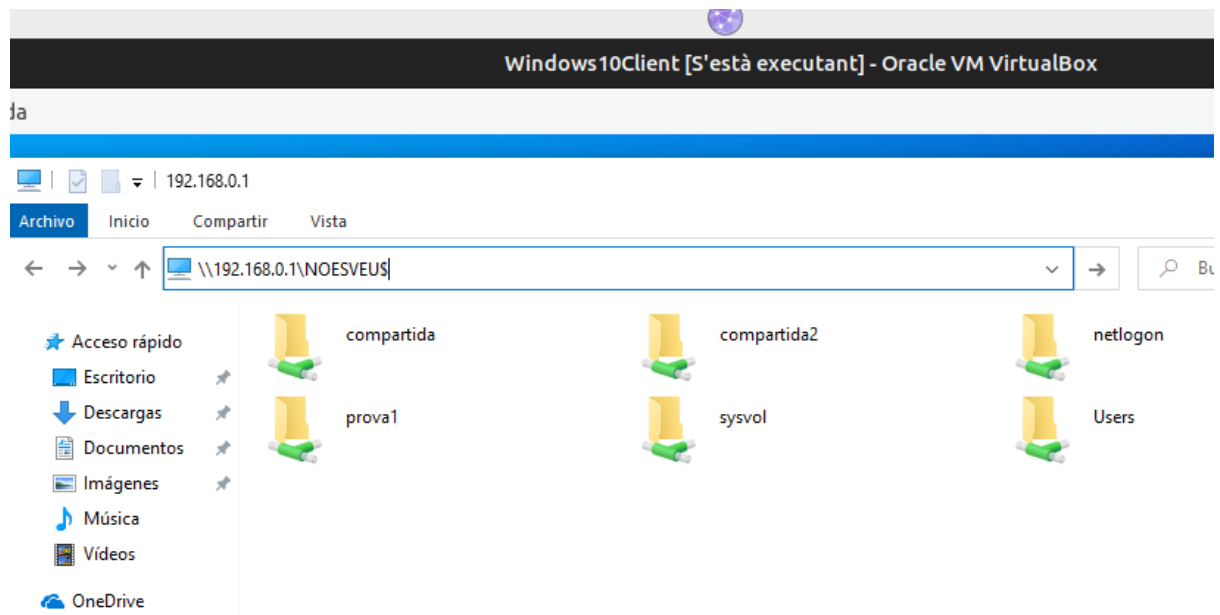 Windows10Client [S'està executant] - Oracle VM VirtualBox
da
192.168.0.1
Archivo Inicio Compartir Vista
\\192.168.0.1\NOESVEU$ Bu
Acceso rápido
Escritorio
Descargas
Documentos
Imágenes
Música
Vídeos
OneDrive
compartida compartida2 netlogon
prova1 sysvol Users